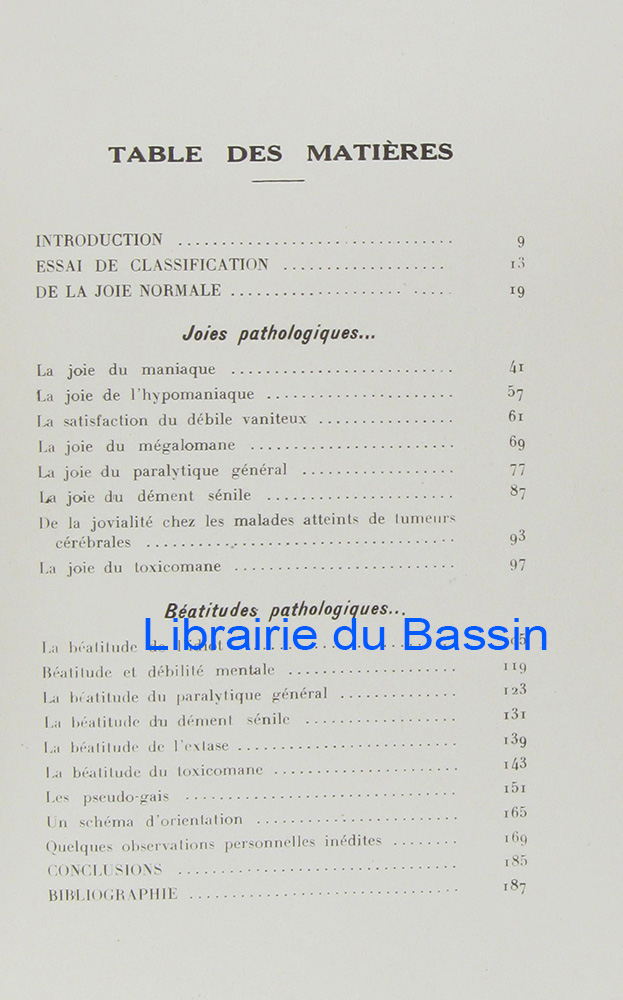 TABLE DES MATIÈRES
INTRODUCTION ................................ 9
ESSAI DE CLASSIFICATION ................... 13
DE LA JOIE NORMALE .......................... 19
Joies pathologiques...
La joie du maniaque .......................... 41
La joie de l'hypomaniaque ...................... 57
La satisfaction du débile vaniteux ................ 61
La joie du mégalomane ........................ 69
La joie du paralytique général .................. 77
La joie du dément sénile ........................ 87
De la jovialité chez les malades atteints de tumeurs
cérébrales .................................... 93
La joie du toxicomane .......................... 97
Béatitudes pathologiques...
Librairie du Bassin
La béatitude de l'idiot
Béatitude et débilité mentale .................... 119
La béatitude du paralytique général .............. 123
La béatitude du dément sénile .................. 131
La béatitude de l'extase .......................... 139
La béatitude du toxicomane ...................... 143
Les pseudo-gais ................................ 151
Un schéma d'orientation ........................ 165
Quelques observations personnelles inédites ........ 169
CONCLUSIONS ................................ 185
BIBLIOGRAPHIE ................................ 187